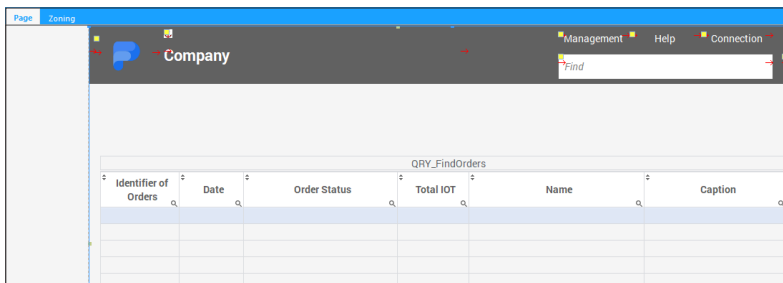 Page Zoning
Management Help Connection
Company
Find
QRY_FindOrders
Identifier of
Orders Date Order Status Total IOT Name Caption